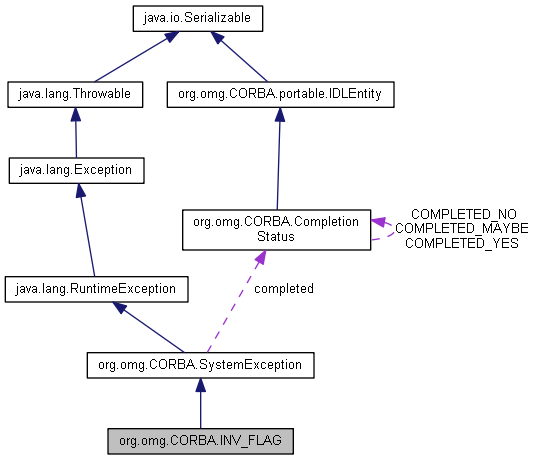 java.io.Serializable
java.lang.Throwable
org.omg.CORBA.portable.IDLEntity
java.lang.Exception
org.omg.CORBA.Completion
Status
COMPLETED_NO
COMPLETED_MAYBE
COMPLETED_YES
java.lang.RuntimeException
completed
org.omg.CORBA.SystemException
org.omg.CORBA.INV_FLAG